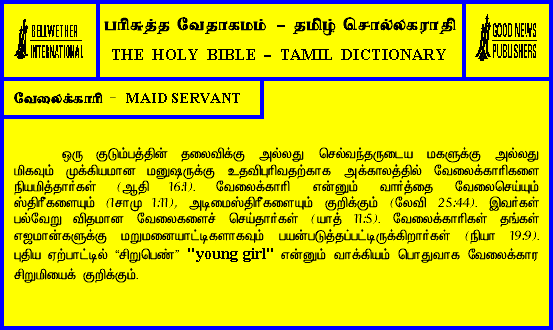 BELLWETHER
INTERNATIONAL
பரிசுத்த வேதாகமம் – தமிழ் சொல்லகராதி
THE HOLY BIBLE – TAMIL DICTIONARY
GOOD NEWS
PUBLISHERS
வேலைக்காரி – MAID SERVANT
ஒரு குடும்பத்தின் தலைவிக்கு அல்லது செல்வந்தருடைய மகளுக்கு அல்லது
மிகவும் முக்கியமான மனுஷருக்கு உதவிபுரிவதற்காக அக்காலத்தில் வேலைக்காரிகளை
நியமித்தார்கள் (ஆதி 16:1). வேலைக்காரி என்னும் வார்த்தை வேலைசெய்யும்
ஸ்திரீகளையும் (1சாமு 1:11), அடிமைஸ்திரீகளையும் குறிக்கும் (லேவி 25:44). இவர்கள்
பல்வேறு விதமான வேலைகளைச் செய்தார்கள் (யாத் 11:5). வேலைக்காரிகள் தங்கள்
எஜமான்களுக்கு மறுமனையாட்டிகளாகவும் பயன்படுத்தப்பட்டிருக்கிறார்கள் (நியா 19:9).
புதிய ஏற்பாட்டில் “சிறுபெண்” "young girl" என்னும் வாக்கியம் பொதுவாக வேலைக்கார
சிறுமியைக் குறிக்கும்.